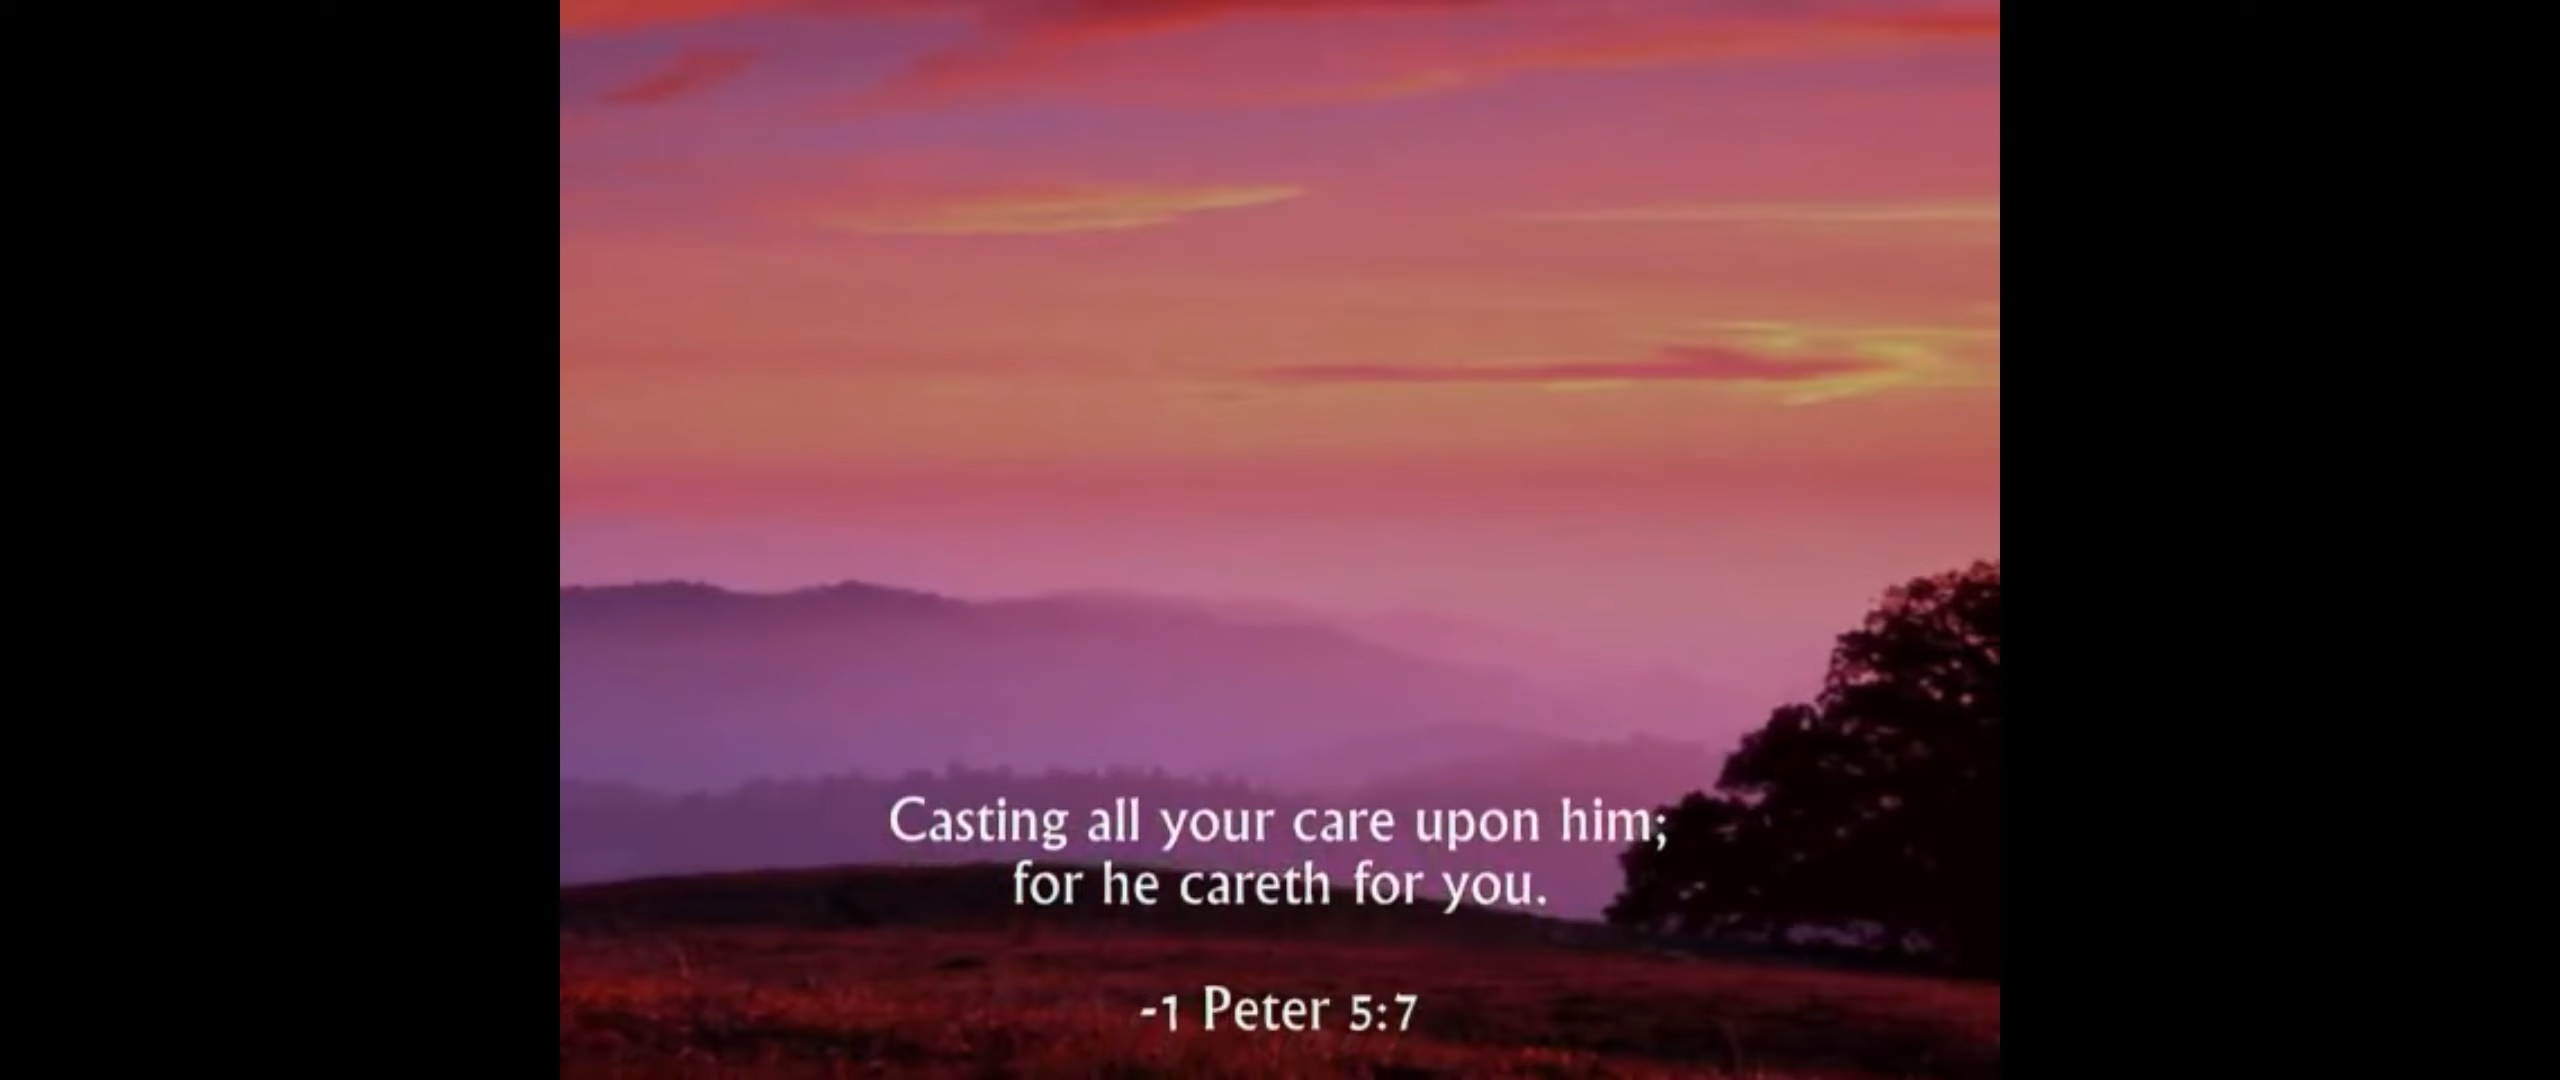 Casting all your care upon him;
for he careth for you.
-1 Peter 5:7